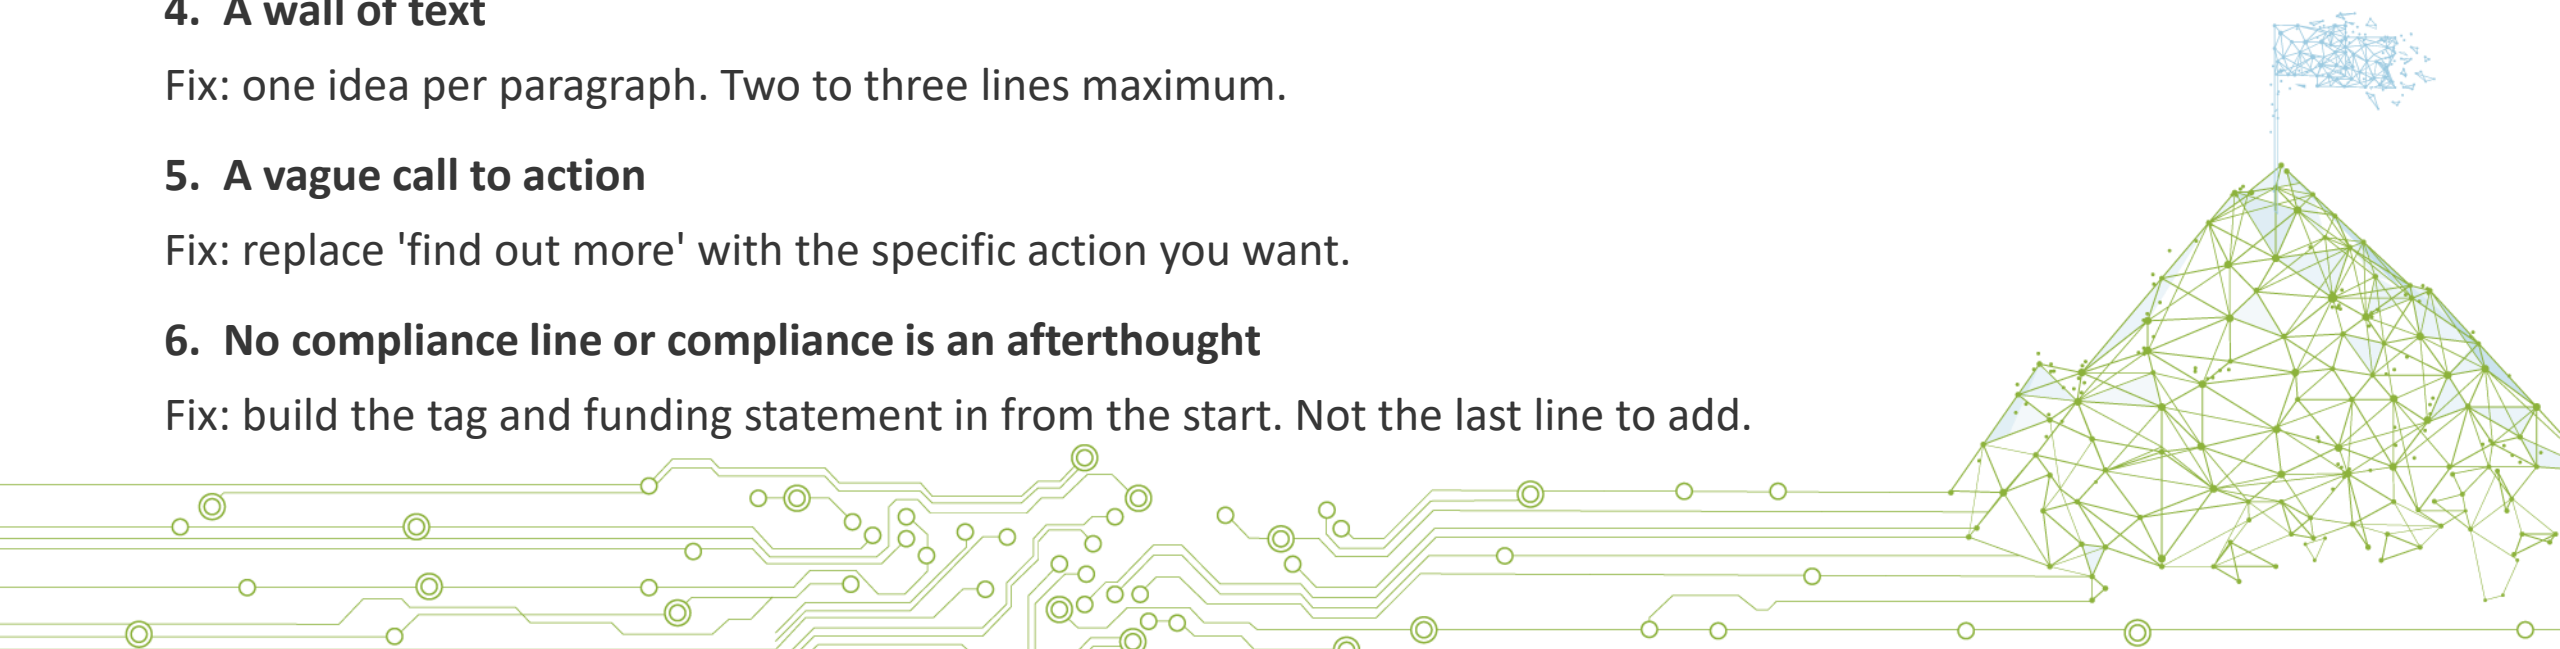 4. A wall of text
Fix: one idea per paragraph. Two to three lines maximum.
5. A vague call to action
Fix: replace 'find out more' with the specific action you want.
6. No compliance line or compliance is an afterthought
Fix: build the tag and funding statement in from the start. Not the last line to add.